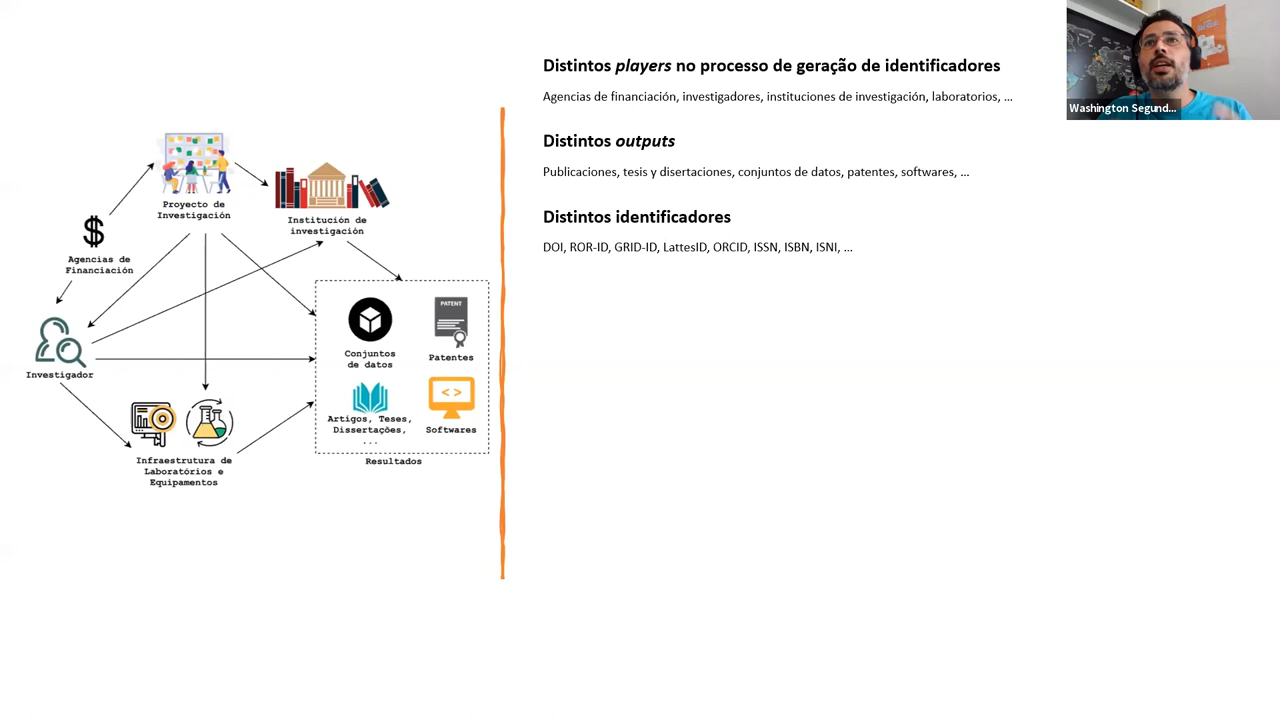 Distintos players no processo de geração de identificadores
Agencias de financiación, investigadores, instituciones de investigación, laboratorios, ...
Distintos outputs
Publicaciones, tesis y disertaciones, conjuntos de datos, patentes, softwares, ...
Distintos identificadores
DOI, ROR-ID, GRID-ID, LattesID, ORCID, ISSN, ISBN, ISNI, ...
Washington Segund...
Proyecto de
Investigación
Institución de
investigación
$
Agencias de
Financiación
Investigador
PATENT
Conjuntos
de datos
Patentes
< >
Artigos, Teses,
Dissertações,
...
Softwares
Resultados
Infraestrutura de
Laboratórios e
Equipamentos